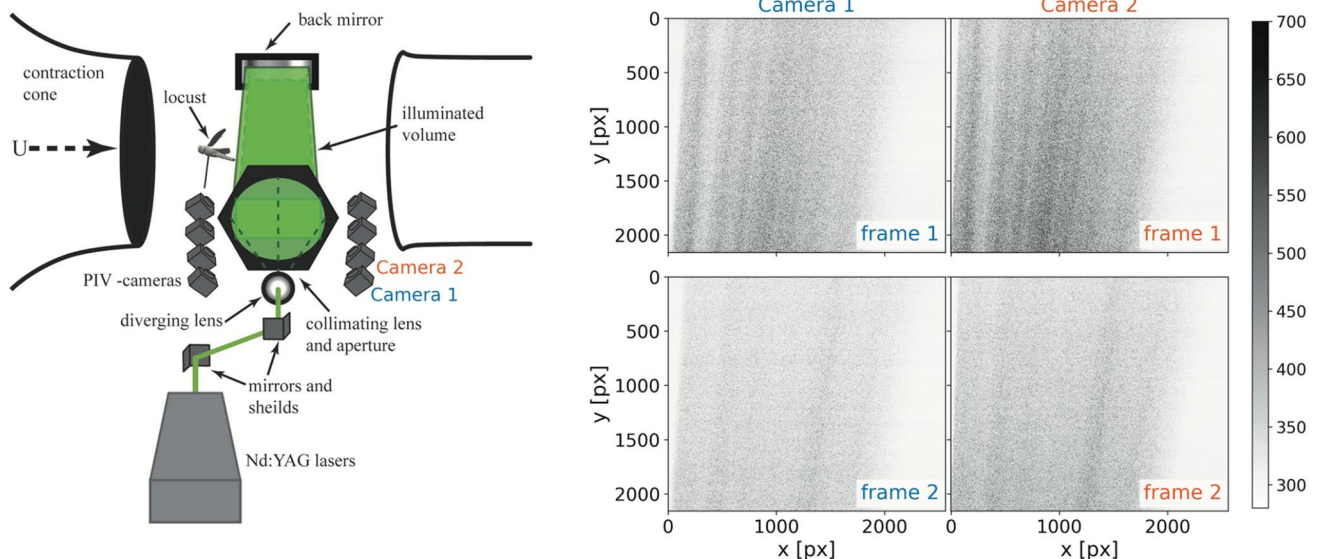 back mirror
contraction
cone
locust
illuminated
volume
U
PIV -cameras
Camera 2
Camera 1
diverging lens
collimating lens
and aperture
mirrors and
sheilds
Nd:YAG lasers
Camera 1
Camera 2
0
500
1000
1500
2000
y [px]
frame 1
frame 1
0
500
1000
1500
2000
y [px]
frame 2
frame 2
0
1000
2000
x [px]
0
1000
2000
x [px]
700
650
600
550
500
450
400
350
300